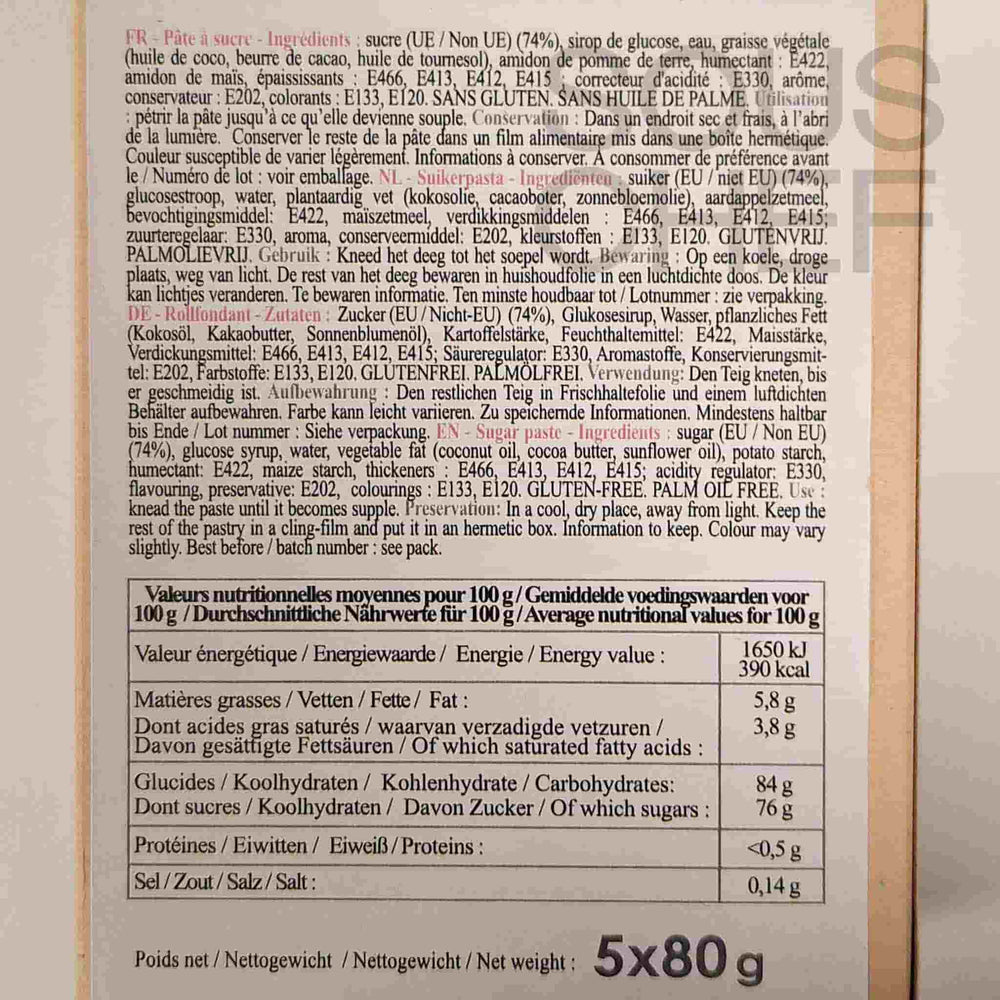 FR - Pâte à sucre - Ingrédients : sucre (UE / Non UE) (74%), sirop de glucose, eau, graisse végétale
(huile de coco, beurre de cacao, huile de tournesol), amidon de pomme de terre, humectant : E422,
amidon de maïs, épaississants : E466, E413, E412, E415 ; correcteur d'acidité : E330, arôme,
conservateur : E202, colorants : E133, E120. SANS GLUTEN. SANS HUILE DE PALME. Utilisation
: pétrir la pâte jusqu'à ce qu'elle devienne souple. Conservation : Dans un endroit sec et frais, à l'abri
de la lumière. Conserver le reste de la pâte dans un film alimentaire mis dans une boîte hermétique.
Couleur susceptible de varier légèrement. Informations à conserver. À consommer de préférence avant
le / Numéro de lot : voir emballage. NL - Suikerpasta - Ingrediënten : suiker (EU / niet EU) (74%),
glucosestroop, water, plantaardig vet (kokosolie, cacaoboter, zonnebloemolie), aardappelzetmeel,
bevochtigingsmiddel: E422, maïszetmeel, verdikkingsmiddelen : E466, E413, E412, E415;
zuurteregelaar: E330, aroma, conserveermiddel: E202, kleurstoffen : E133, E120. GLUTENVRIJ.
PALMOLIEVRIJ. Gebruik : Kneed het deeg tot het soepel wordt. Bewaring : Op een koele, droge
plaats, weg van licht. De rest van het deeg bewaren in huishoudfolie in een luchtdichte doos. De kleur
kan lichtjes veranderen. Te bewaren informatie. Ten minste houdbaar tot / Lotnummer : zie verpakking.
DE - Rollfondant - Zutaten : Zucker (EU / Nicht-EU) (74%), Glukosesirup, Wasser, pflanzliches Fett
(Kokosöl, Kakaobutter, Sonnenblumenöl), Kartoffelstärke, Feuchthaltemittel: E422, Maisstärke,
Verdickungsmittel: E466, E413, E412, E415; Säureregulator: E330, Aromastoffe, Konservierungsmit-
tel: E202, Farbstoffe: E133, E120. GLUTENFREI. PALMÖLFREI. Verwendung: Den Teig kneten, bis
er geschmeidig ist. Aufbewahrung : Den restlichen Teig in Frischhaltefolie und einem luftdichten
Behälter aufbewahren. Farbe kann leicht variieren. Zu speichernde Informationen. Mindestens haltbar
bis Ende / Lot nummer : Siehe verpackung. EN - Sugar paste - Ingredients : sugar (EU / Non EU)
(74%), glucose syrup, water, vegetable fat (coconut oil, cocoa butter, sunflower oil), potato starch,
humectant: E422, maize starch, thickeners : E466, E413, E412, E415; acidity regulator: E330,
flavouring, preservative: E202, colourings : E133, E120. GLUTEN-FREE. PALM OIL FREE. Use :
knead the paste until it becomes supple. Preservation: In a cool, dry place, away from light. Keep the
rest of the pastry in a cling-film and put it in an hermetic box. Information to keep. Colour may vary
slightly. Best before / batch number : see pack.
Valeurs nutritionnelles moyennes pour 100 g / Gemiddelde voedingswaarden voor
100 g / Durchschnittliche Nährwerte für 100 g / Average nutritional values for 100 g
Valeur énergétique / Energiewaarde / Energie / Energy value : 1650 kJ
390 kcal
Matières grasses / Vetten / Fette / Fat : 5,8 g
Dont acides gras saturés / waarvan verzadigde vetzuren / 3,8 g
Davon gesättigte Fettsäuren / Of which saturated fatty acids :
Glucides / Koolhydraten / Kohlenhydrate / Carbohydrates: 84 g
Dont sucres / Koolhydraten / Davon Zucker / Of which sugars : 76 g
Protéines / Eiwitten / Eiweiß / Proteins : <0,5 g
Sel / Zout / Salz / Salt : 0,14 g
Poids net / Nettogewicht / Nettogewicht / Net weight : 5x80 g
SOUS
CHEF